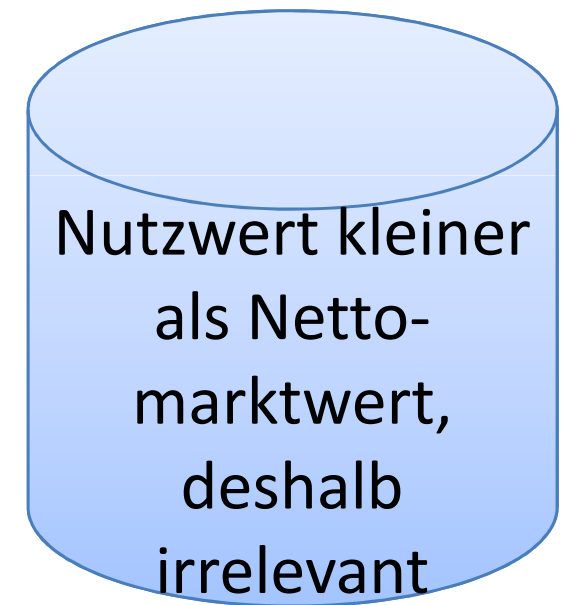 Nutzwert kleiner
als Netto-
marktwert,
deshalb
irrelevant